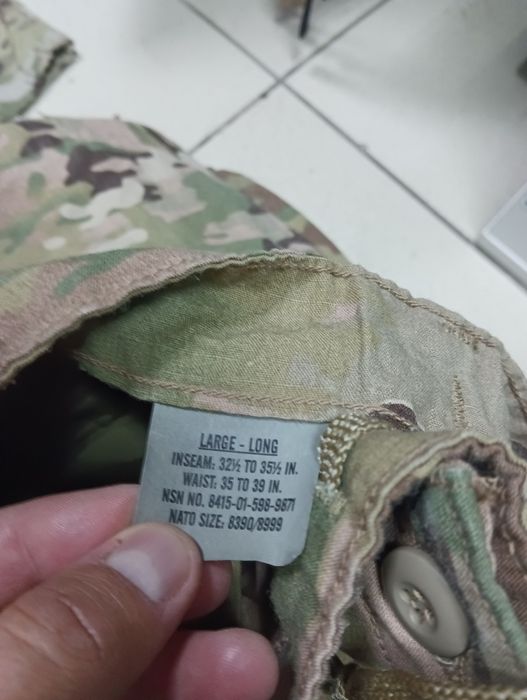 LARGE - LONG
INSEAM: 32½ TO 35½ IN.
WAIST: 35 TO 39 IN.
NSN NO. 8415-01-598-9871
NATO SIZE: 8390/8999